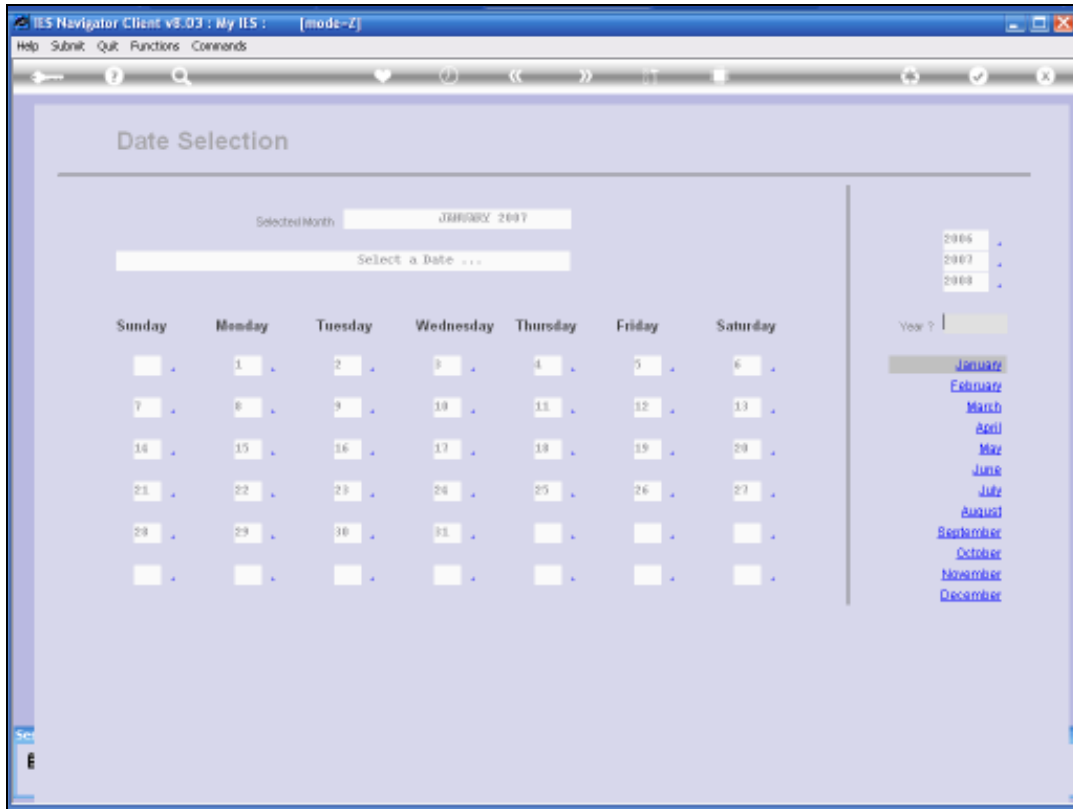 IES Navigator Client v8.03 : My IES : [mode=Z]
Help Submit Quit Functions Commands
Date Selection
Selected Month JANUARY 2007
Select a Date ...
2006
2007
2008
Year ?
Sunday Monday Tuesday Wednesday Thursday Friday Saturday
1 2 3 4 5 6
7 8 9 10 11 12 13
14 15 16 17 18 19 20
21 22 23 24 25 26 27
28 29 30 31
January
February
March
April
May
June
July
August
September
October
November
December